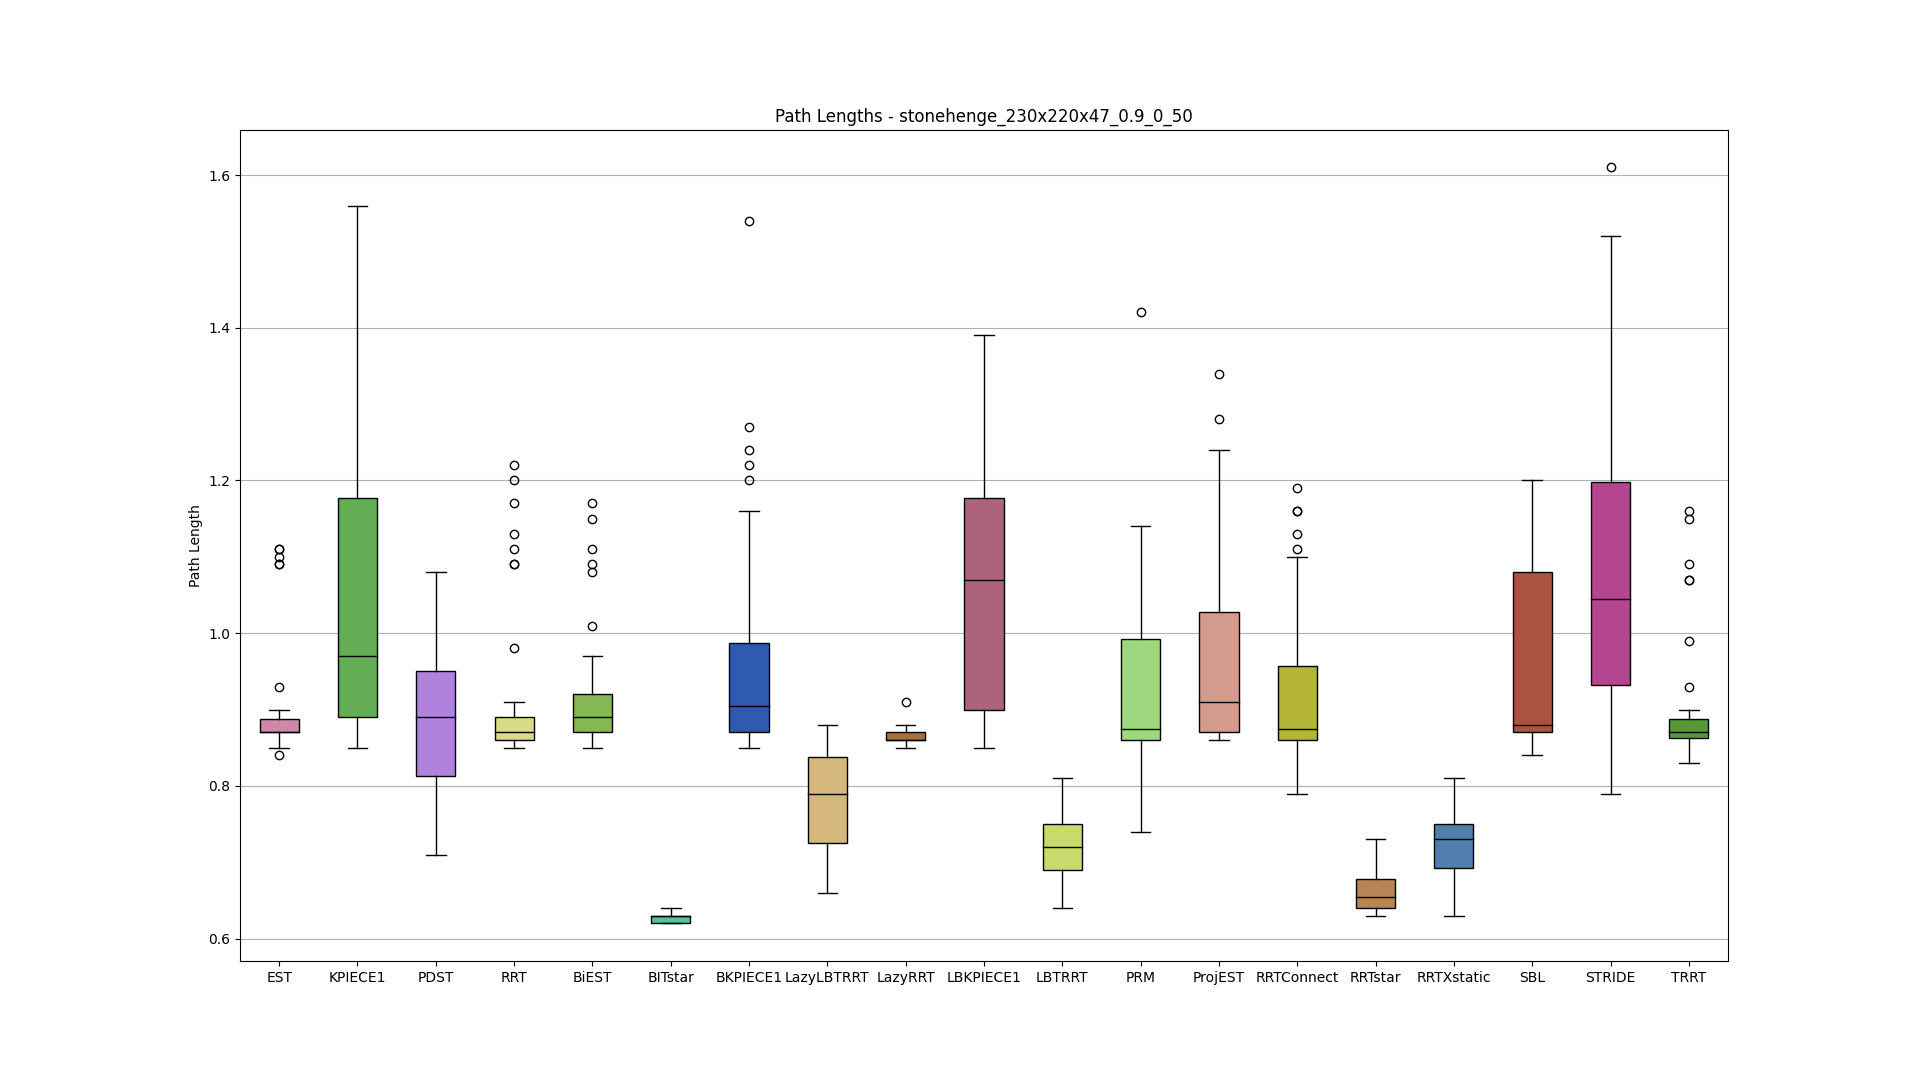 Path Lengths - stonehenge_230x220x47_0.9_0_50
Path Length
1.6
1.4
1.2
1.0
0.8
0.6
EST KPIECE1 PDST RRT BiEST BITstar BKPIECE1 LazyLBTRRT LazyRRT LBKPIECE1 LBTRRT PRM ProjEST RRTConnect RRTstar RRTXstatic SBL STRIDE TRRT